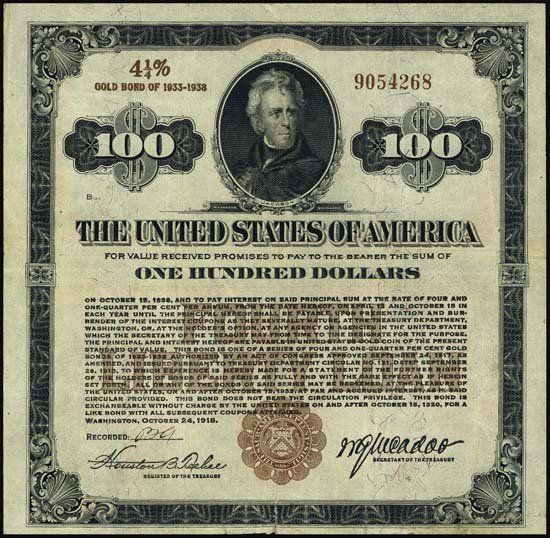 4¼%
GOLD BOND OF 1933-1938
9054268
100
100
JACKSON
THE UNITED STATES OF AMERICA
FOR VALUE RECEIVED PROMISES TO PAY TO THE BEARER THE SUM OF
ONE HUNDRED DOLLARS
ON OCTOBER 15, 1938, AND TO PAY INTEREST ON SAID PRINCIPAL SUM AT THE RATE OF FOUR AND
ONE-QUARTER PER CENT PER ANNUM, FROM THE DATE HEREOF, ON APRIL 15 AND OCTOBER 15 IN
EACH YEAR UNTIL THE PRINCIPAL HEREOF SHALL BE PAYABLE, UPON PRESENTATION AND SUR-
RENDER OF THE INTEREST COUPONS AS THEY SEVERALLY MATURE, AT THE TREASURY DEPARTMENT,
WASHINGTON, OR, AT THE HOLDER'S OPTION, AT ANY AGENCY OR AGENCIES IN THE UNITED STATES
WHICH THE SECRETARY OF THE TREASURY MAY FROM TIME TO TIME DESIGNATE FOR THE PURPOSE.
THE PRINCIPAL AND INTEREST HEREOF ARE PAYABLE IN UNITED STATES GOLD COIN OF THE PRESENT
STANDARD OF VALUE. THIS BOND IS ONE OF A SERIES OF FOUR AND ONE-QUARTER PER CENT GOLD
BONDS OF 1933-1938 AUTHORIZED BY AN ACT OF CONGRESS APPROVED SEPTEMBER 24, 1917, AS
AMENDED, AND ISSUED PURSUANT TO TREASURY DEPARTMENT CIRCULAR NO. 121, DATED SEPTEMBER
28, 1918, TO WHICH REFERENCE IS HEREBY MADE FOR A STATEMENT OF THE FURTHER RIGHTS
OF THE HOLDERS OF BONDS OF SAID SERIES AS FULLY AND WITH THE SAME EFFECT AS IF HEREIN
SET FORTH. ALL OR ANY OF THE BONDS OF SAID SERIES MAY BE REDEEMED, AT THE PLEASURE OF
THE UNITED STATES, ON AND AFTER OCTOBER 15, 1933, AT PAR AND ACCRUED INTEREST, AS IN SAID
CIRCULAR PROVIDED. THIS BOND DOES NOT BEAR THE CIRCULATION PRIVILEGE. THIS BOND IS
EXCHANGEABLE WITHOUT CHARGE BY THE UNITED STATES ON AND AFTER OCTOBER 15, 1920, FOR A
LIKE BOND WITH ALL SUBSEQUENT COUPONS ATTACHED.
WASHINGTON, OCTOBER 24, 1918.
RECORDED:
Houston B. Teehee
REGISTER OF THE TREASURY
W G McAdoo
SECRETARY OF THE TREASURY